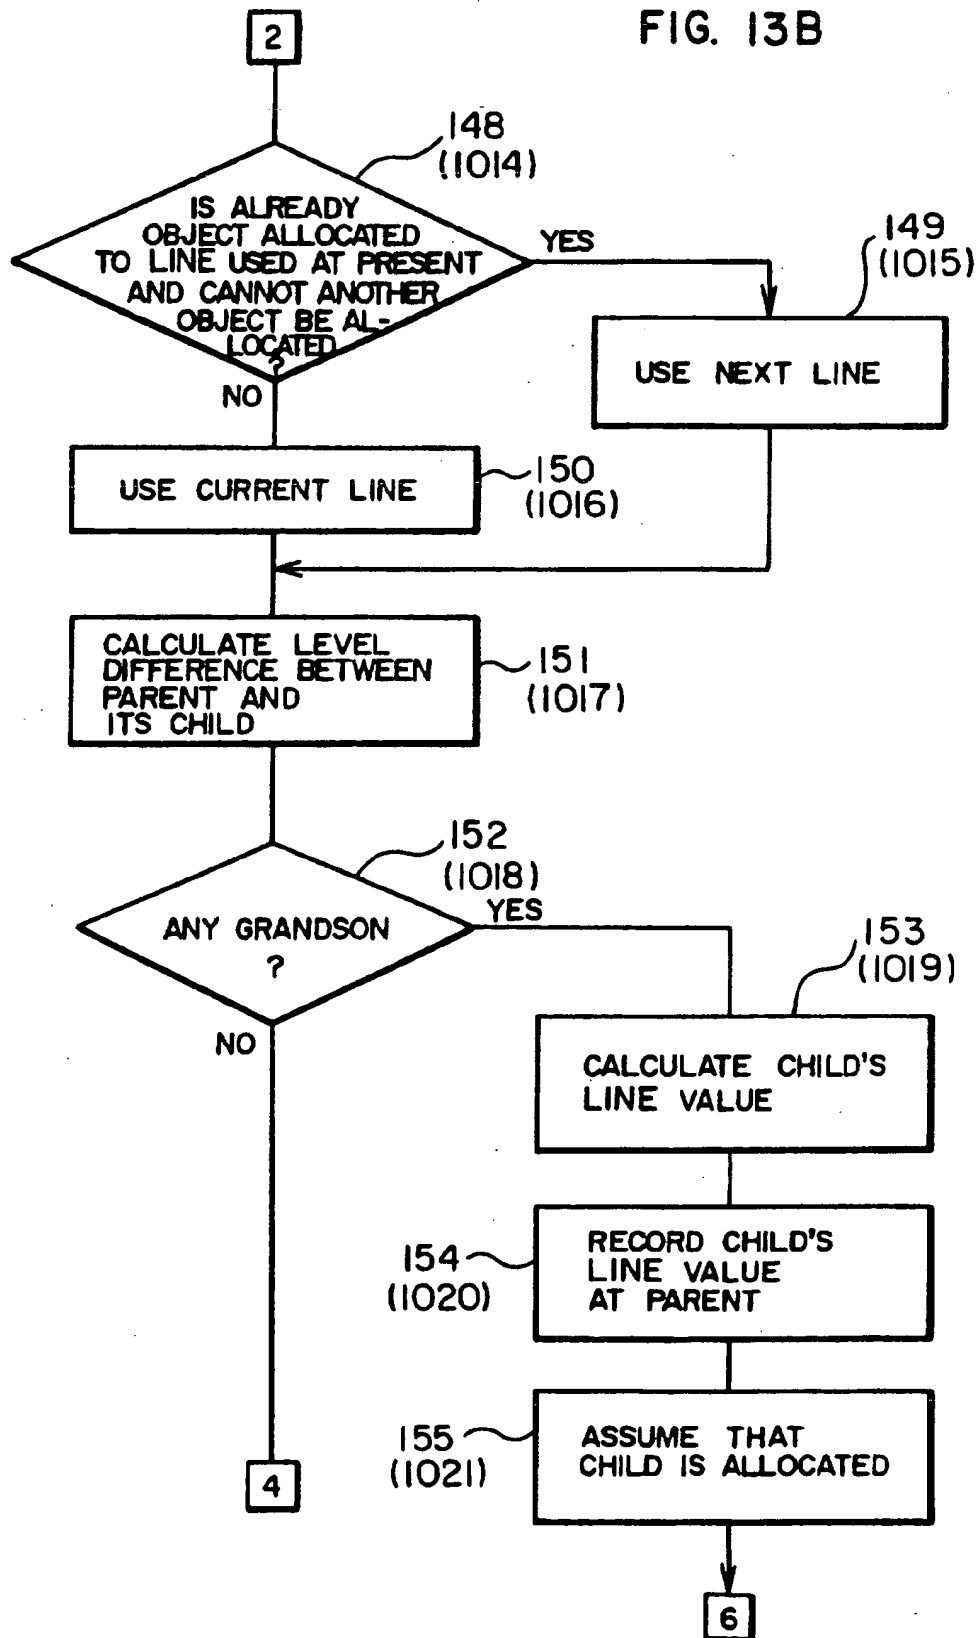 FIG. 13B
2
148
(1014)
IS ALREADY
OBJECT ALLOCATED
TO LINE USED AT PRESENT
AND CANNOT ANOTHER
OBJECT BE AL-
LOCATED
?
YES
NO
149
(1015)
USE NEXT LINE
USE CURRENT LINE
150
(1016)
CALCULATE LEVEL
DIFFERENCE BETWEEN
PARENT AND
ITS CHILD
151
(1017)
152
(1018)
ANY GRANDSON
?
YES
NO
153
(1019)
CALCULATE CHILD'S
LINE VALUE
154
(1020)
RECORD CHILD'S
LINE VALUE
AT PARENT
155
(1021)
ASSUME THAT
CHILD IS ALLOCATED
4
6